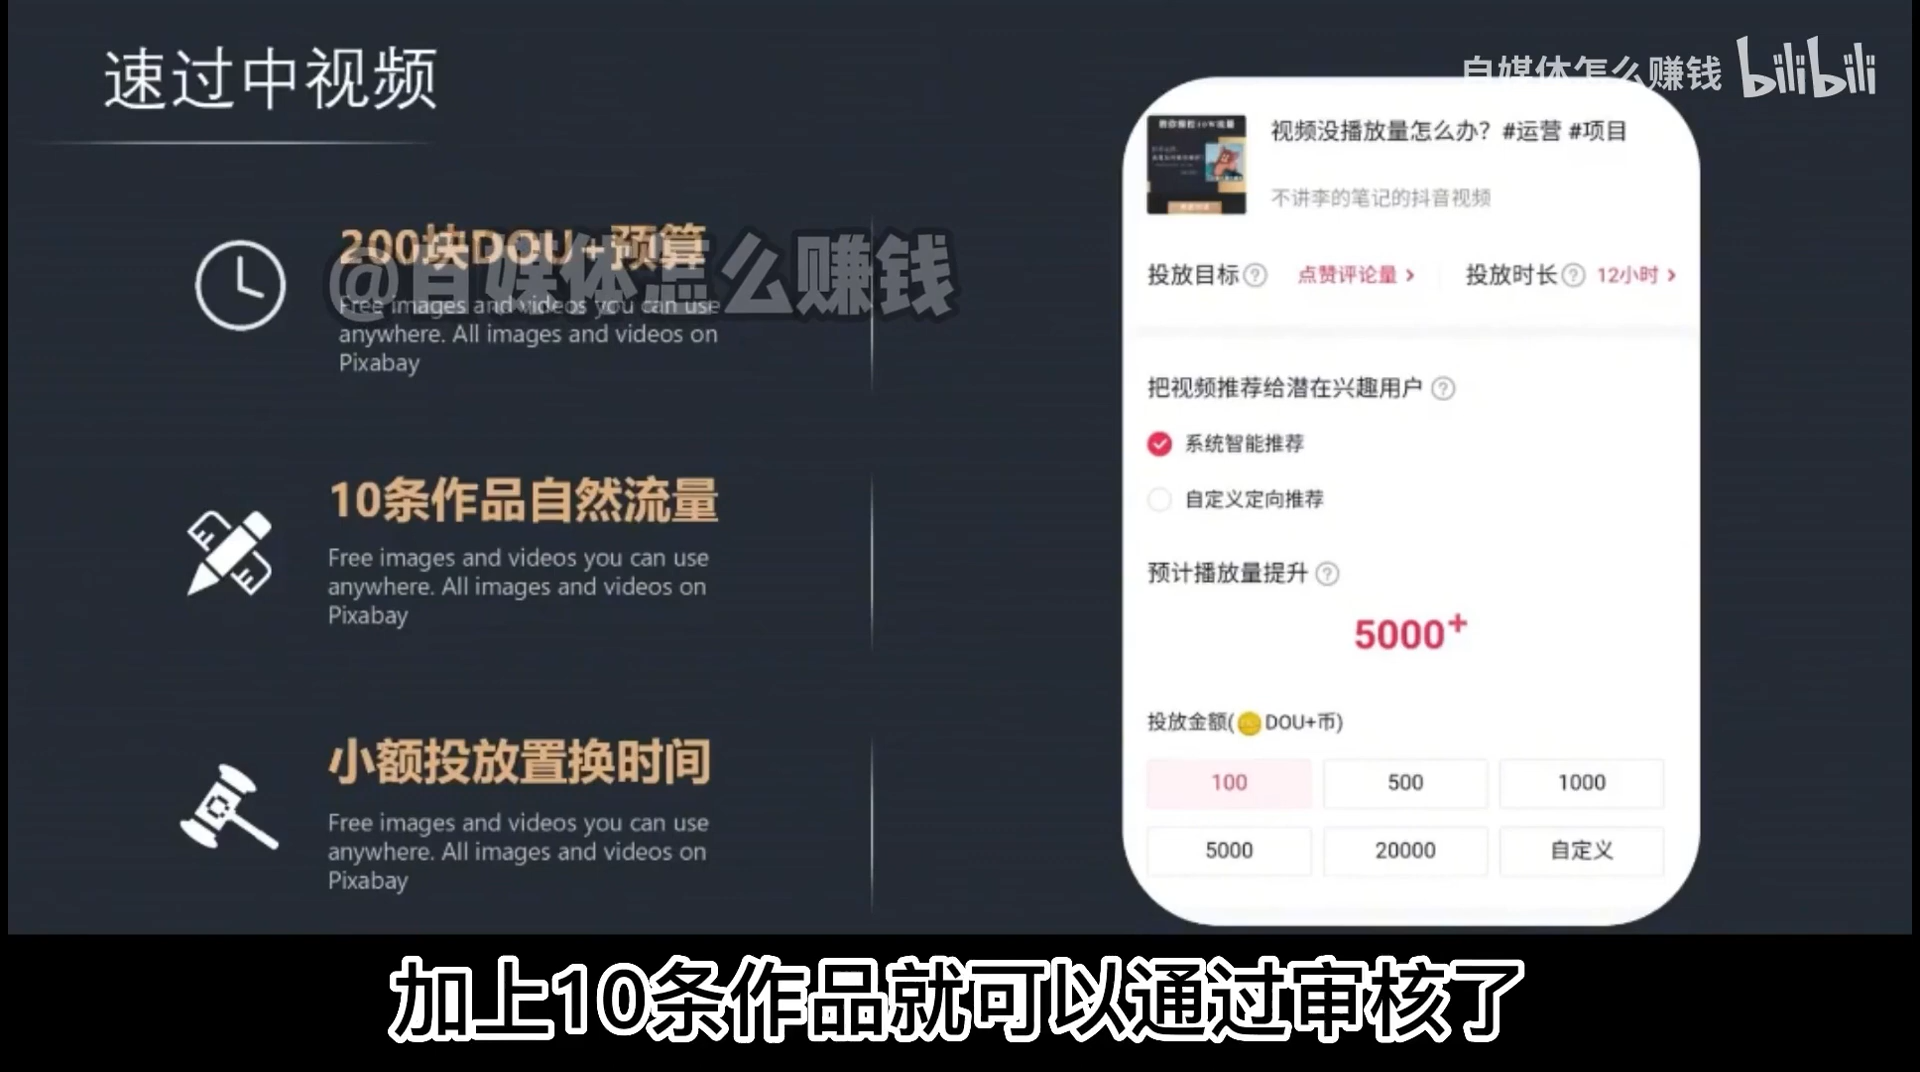 速过中视频
自媒体怎么赚钱 bilibili
200块DOU+预算
@自媒体怎么赚钱
Free images and videos you can use
anywhere. All images and videos on
Pixabay
10条作品自然流量
Free images and videos you can use
anywhere. All images and videos on
Pixabay
小额投放置换时间
Free images and videos you can use
anywhere. All images and videos on
Pixabay
视频没播放量怎么办? #运营 #项目
不讲李的笔记的抖音视频
投放目标? 点赞评论量 > 投放时长? 12小时 >
把视频推荐给潜在兴趣用户 ?
系统智能推荐
自定义定向推荐
预计播放量提升 ?
5000+
投放金额(DOU+币)
100 500 1000
5000 20000 自定义
加上10条作品就可以通过审核了